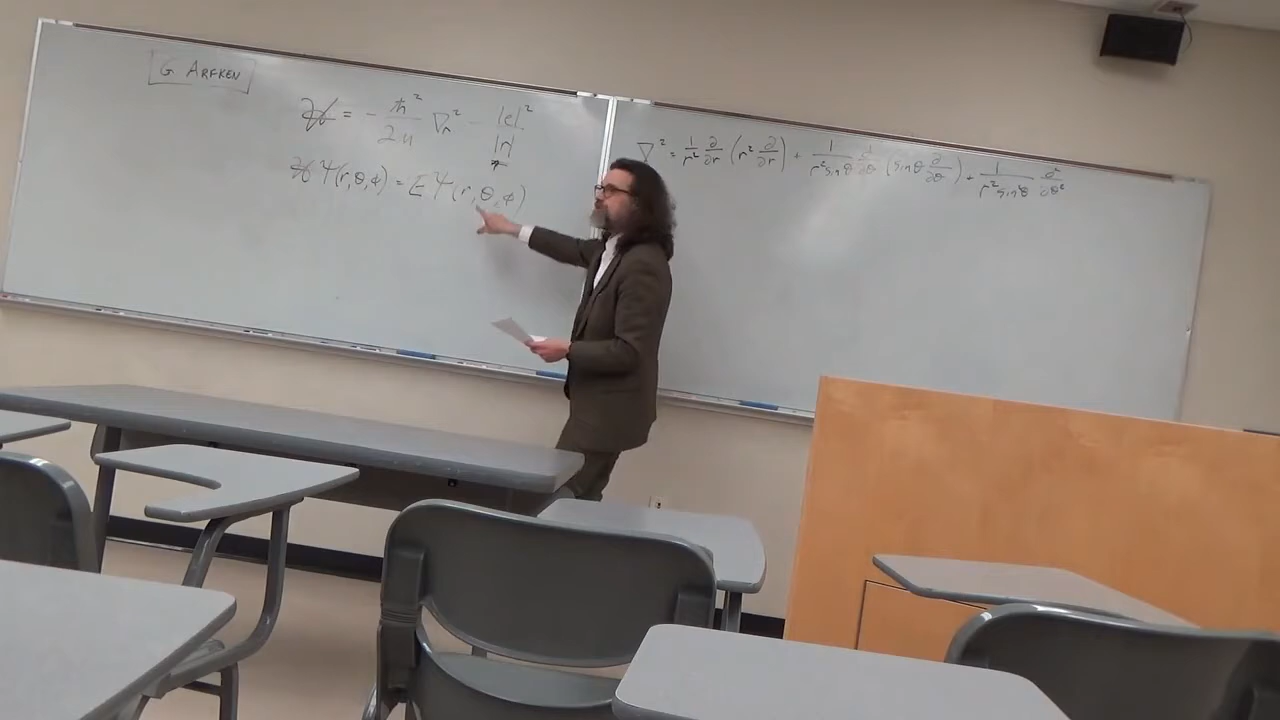 G. ARFKEN
ℋ = - ħ²/2μ ∇ᵣ² - |e|²/|r|
ℋΨ(r,θ,φ) = EΨ(r,θ,φ)
∇² = 1/r² ∂/∂r (r² ∂/∂r) + 1/r² sinθ ∂/∂θ (sinθ ∂/∂θ) + 1/r² sin²θ ∂²/∂φ²